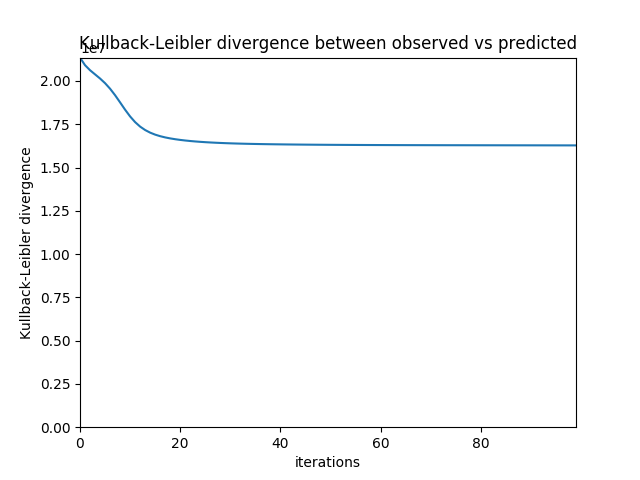 Kullback-Leibler divergence between observed vs predicted
1e7
2.00
1.75
1.50
1.25
1.00
0.75
0.50
0.25
0.00
Kullback-Leibler divergence
0 20 40 60 80
iterations